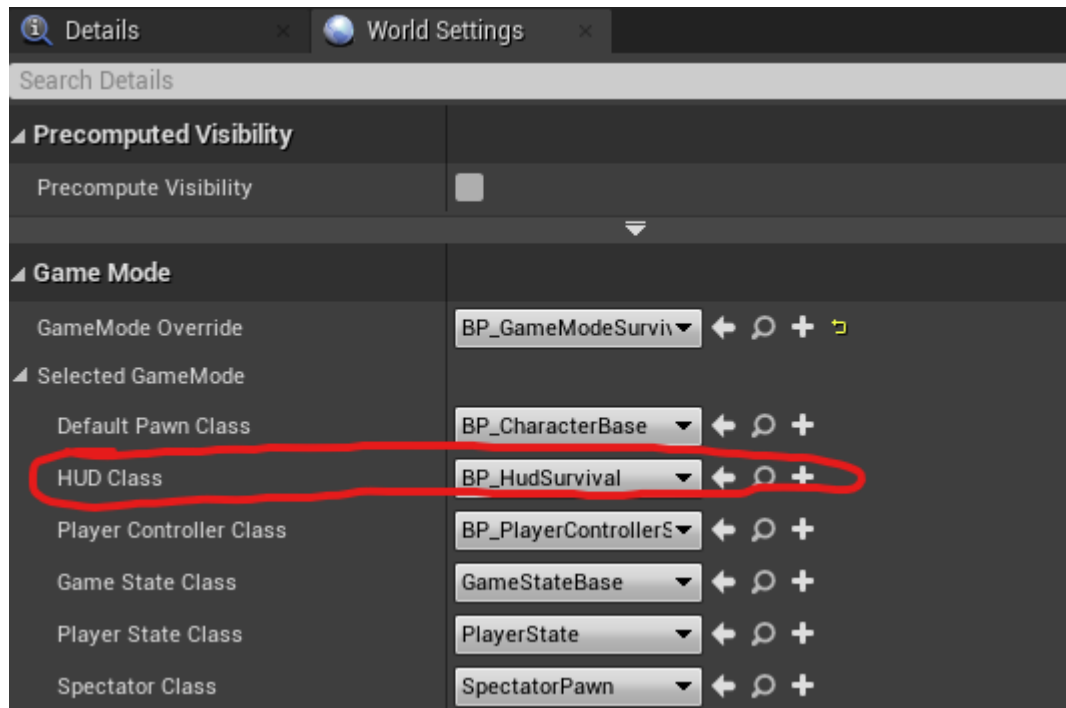 Details
World Settings
Search Details
Precomputed Visibility
Precompute Visibility
Game Mode
GameMode Override BP_GameModeSurviv
Selected GameMode
Default Pawn Class BP_CharacterBase
HUD Class BP_HudSurvival
Player Controller Class BP_PlayerControllerS
Game State Class GameStateBase
Player State Class PlayerState
Spectator Class SpectatorPawn